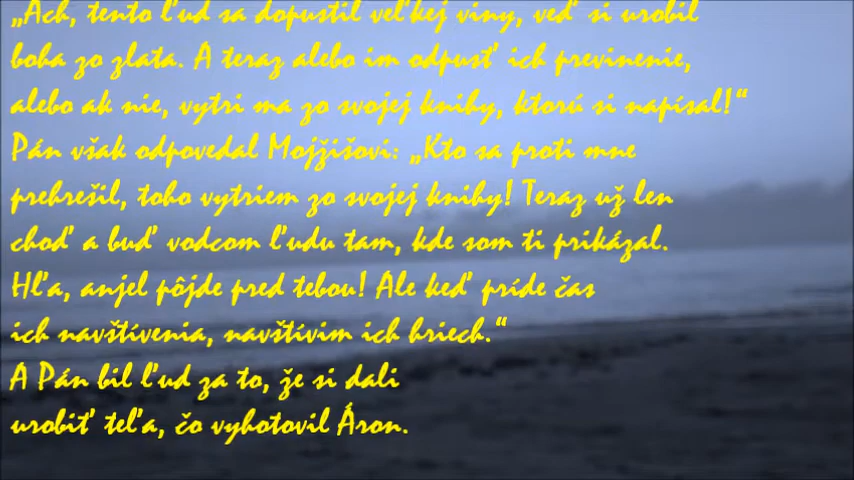 „Ach, tento ľud sa dopustil veľkej viny, veď si urobil
boha zo zlata. A teraz alebo im odpusť ich previnenie,
alebo ak nie, vytri ma zo svojej knihy, ktorú si napísal!“
Pán však odpovedal Mojžišovi: „Kto sa proti mne
prehrešil, toho vytriem zo svojej knihy! Teraz už len
choď a buď vodcom ľudu tam, kde som ti prikázal.
Hľa, anjel pôjde pred tebou! Ale keď príde čas
ich navštívenia, navštívim ich hriech.“
A Pán bil ľud za to, že si dali
urobiť teľa, čo vyhotovil Áron.